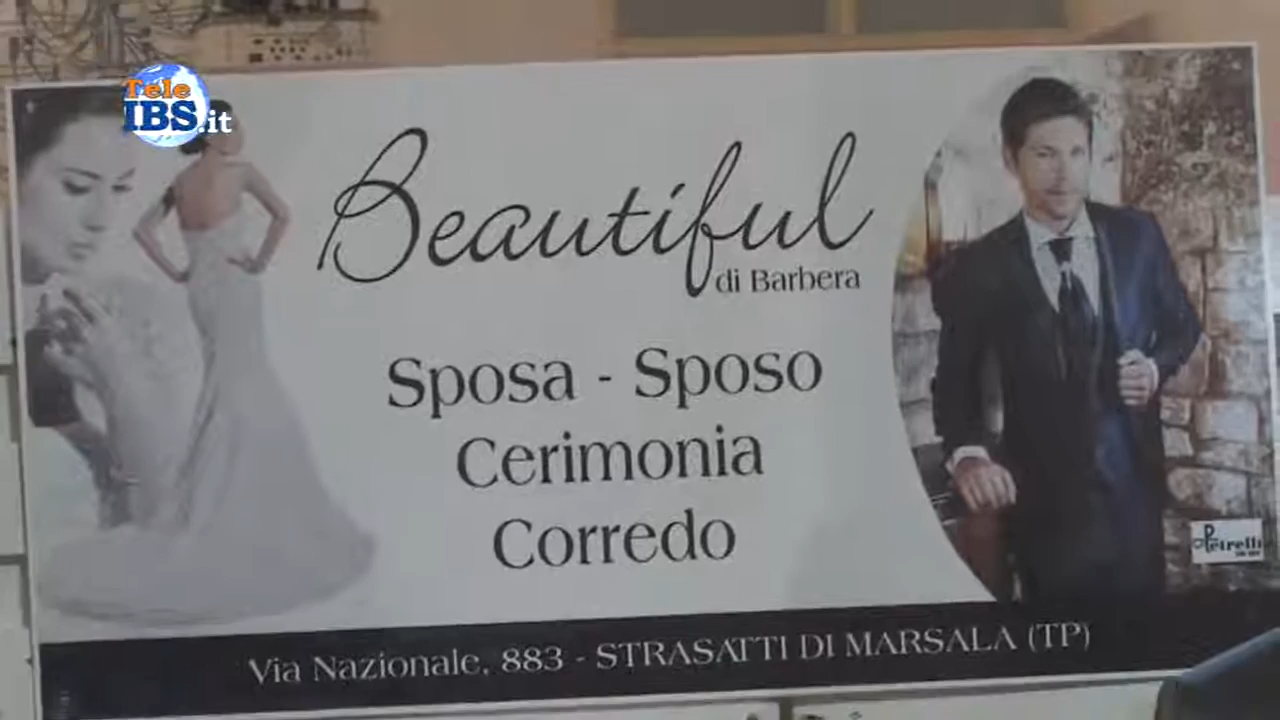 Tele
IBS.it
Beautiful
di Barbera
Sposa - Sposo
Cerimonia
Corredo
Petrelli
Via Nazionale, 883 - STRASATTI DI MARSALA (TP)